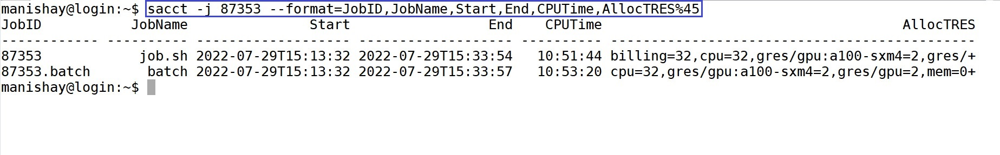 manishay@login:~$ sacct -j 87353 --format=JobID,JobName,Start,End,CPUTime,AllocTRES%45
JobID           JobName               Start                 End    CPUTime                                     AllocTRES
------------ ---------- ------------------- ------------------- ---------- ---------------------------------------------
87353            job.sh 2022-07-29T15:13:32 2022-07-29T15:33:54   10:51:44 billing=32,cpu=32,gres/gpu:a100-sxm4=2,gres/+
87353.batch       batch 2022-07-29T15:13:32 2022-07-29T15:33:57   10:53:20 cpu=32,gres/gpu:a100-sxm4=2,gres/gpu=2,mem=0+
manishay@login:~$